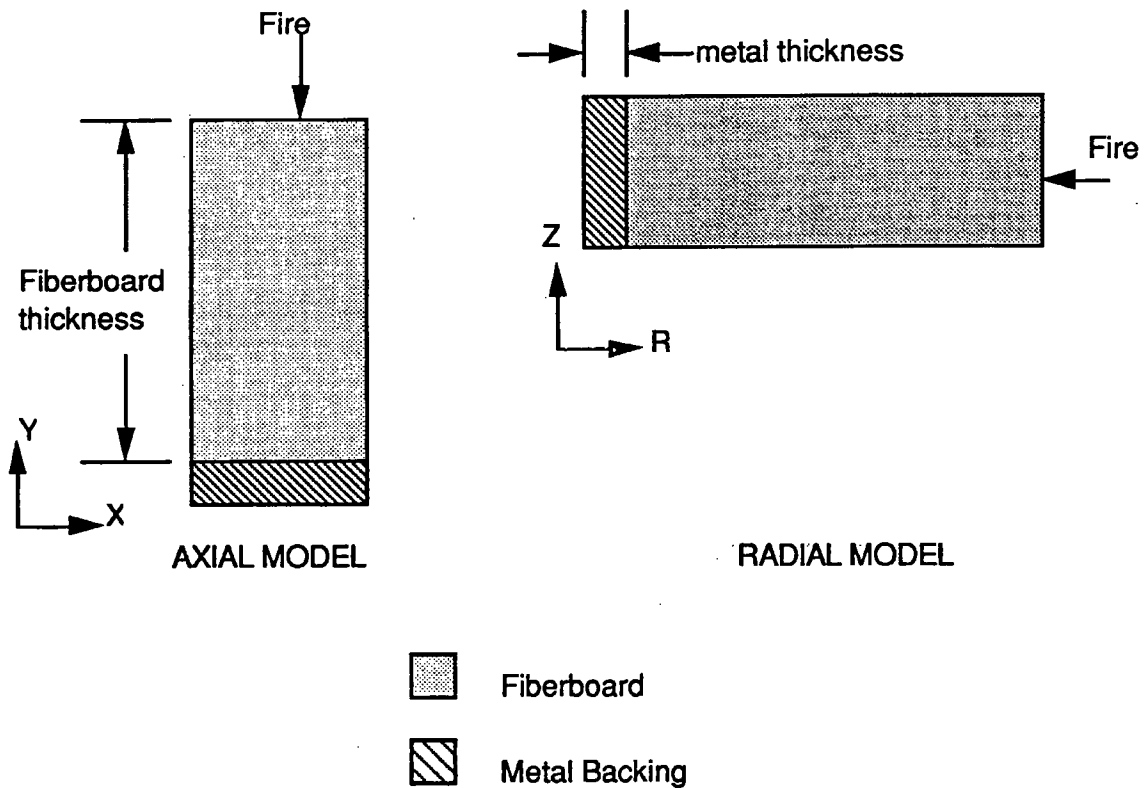 Fire
metal thickness
Fire
Z
R
Fiberboard
thickness
Y
X
AXIAL MODEL
RADIAL MODEL
Fiberboard
Metal Backing